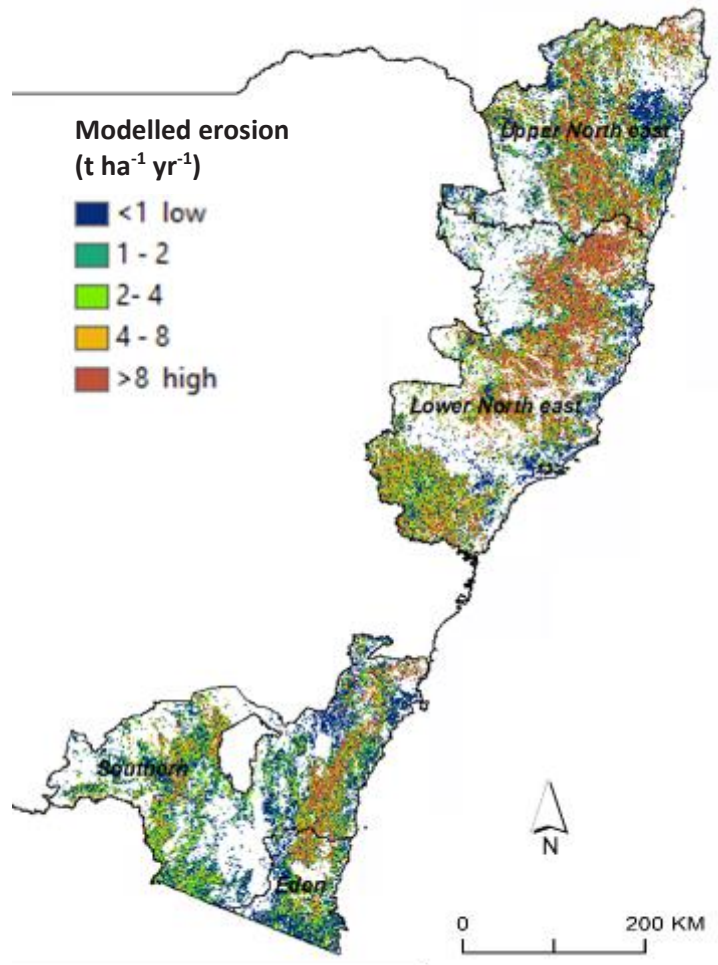 Upper North east
Modelled erosion
(t ha⁻¹ yr⁻¹)
<1 low
1 - 2
2- 4
4 - 8
>8 high
Lower North east
Southern
Eden
N
0 200 KM